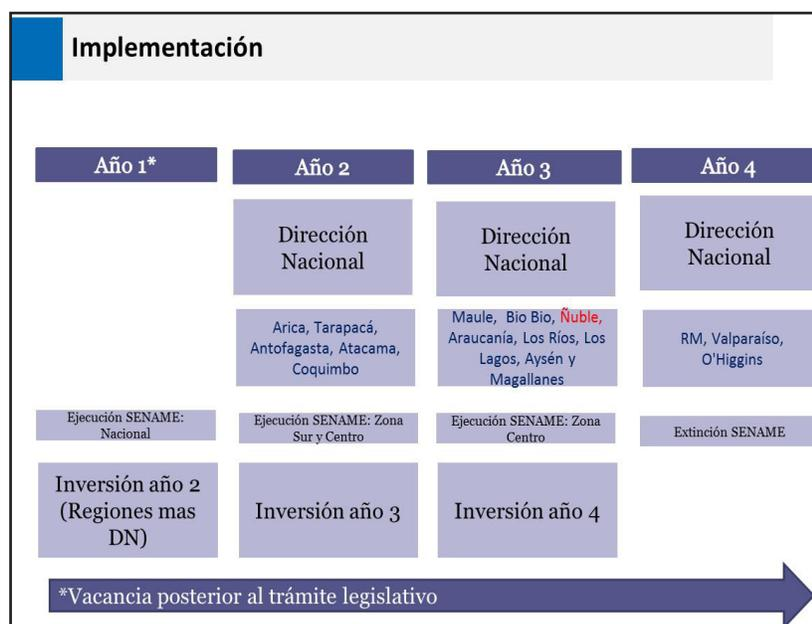 Implementación
Año 1*
Año 2
Año 3
Año 4
Dirección
Nacional
Dirección
Nacional
Dirección
Nacional
Arica, Tarapacá,
Antofagasta, Atacama,
Coquimbo
Maule, Bio Bio, Ñuble,
Araucanía, Los Ríos, Los
Lagos, Aysén y
Magallanes
RM, Valparaíso,
O'Higgins
Ejecución SENAME:
Nacional
Ejecución SENAME: Zona
Sur y Centro
Ejecución SENAME: Zona
Centro
Extinción SENAME
Inversión año 2
(Regiones mas
DN)
Inversión año 3
Inversión año 4
*Vacancia posterior al trámite legislativo